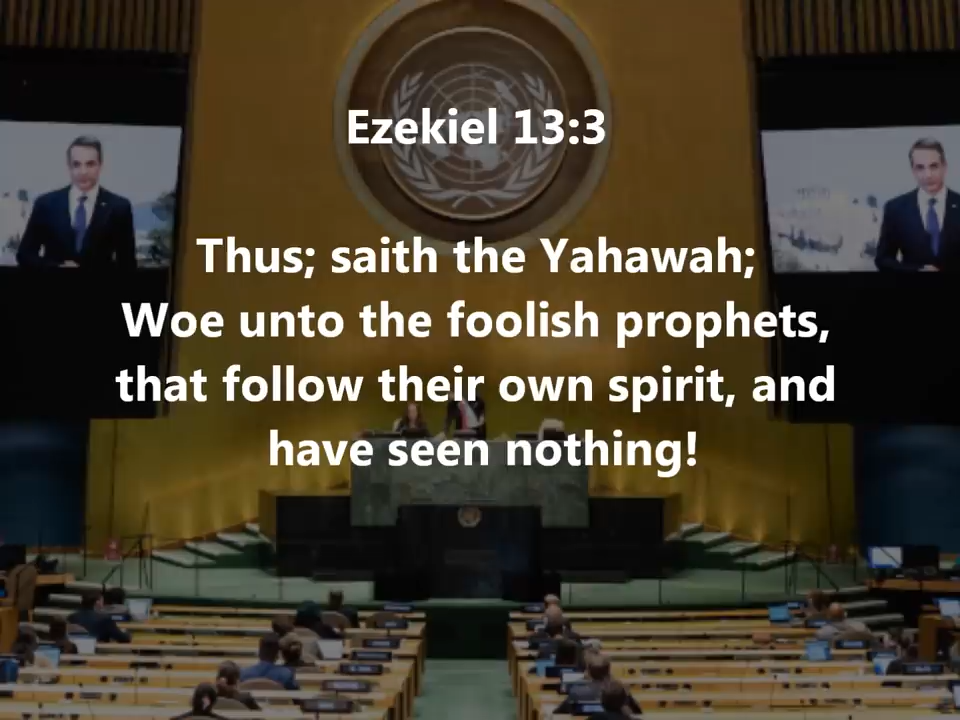 Ezekiel 13:3
Thus; saith the Yahawah;
Woe unto the foolish prophets,
that follow their own spirit, and
have seen nothing!